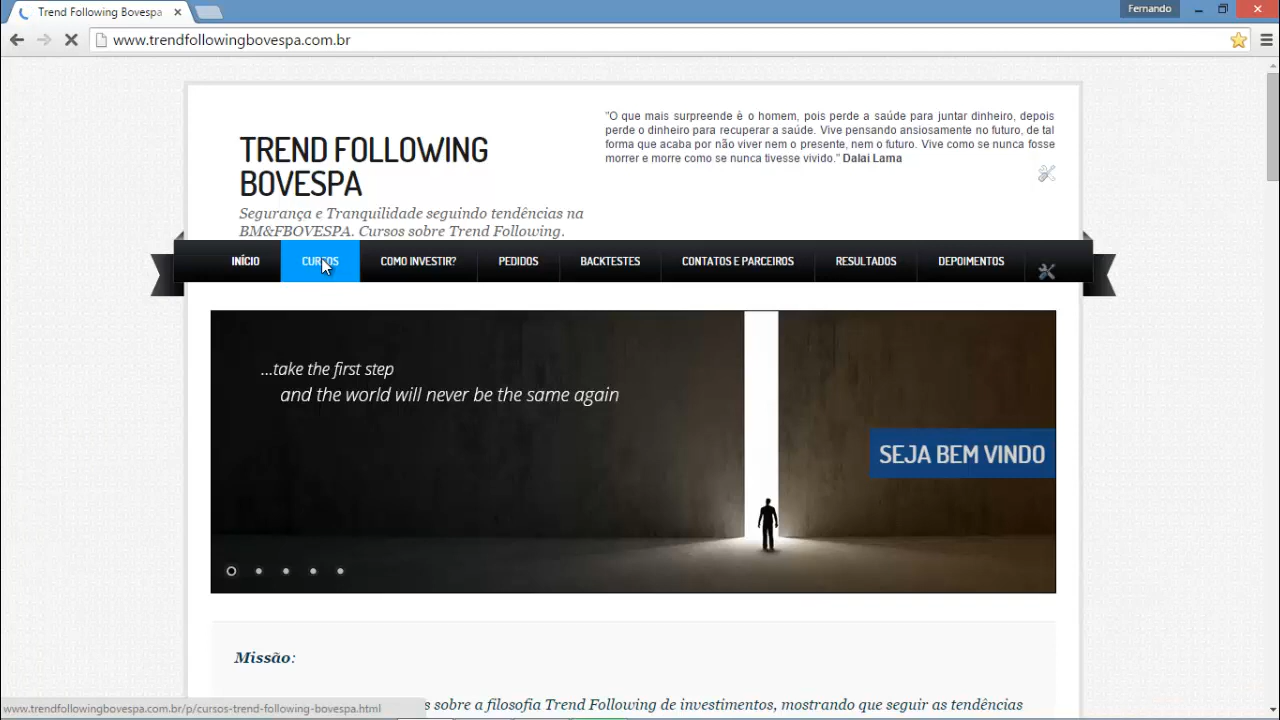 Trend Following Bovespa
Fernando
www.trendfollowingbovespa.com.br
TREND FOLLOWING
BOVESPA
Segurança e Tranquilidade seguindo tendências na
BM&FBOVESPA. Cursos sobre Trend Following.
"O que mais surpreende è o homem, pois perde a saúde para juntar dinheiro, depois
perde o dinheiro para recuperar a saúde. Vive pensando ansiosamente no futuro, de tal
forma que acaba por não viver nem o presente, nem o futuro. Vive como se nunca fosse
morrer e morre como se nunca tivesse vivido." Dalai Lama
INÍCIO CURSOS COMO INVESTIR? PEDIDOS BACKTESTES CONTATOS E PARCEIROS RESULTADOS DEPOIMENTOS
...take the first step
and the world will never be the same again
SEJA BEM VINDO
Missão:
s sobre a filosofia Trend Following de investimentos, mostrando que seguir as tendências
www.trendfollowingbovespa.com.br/p/cursos-trend-following-bovespa.html